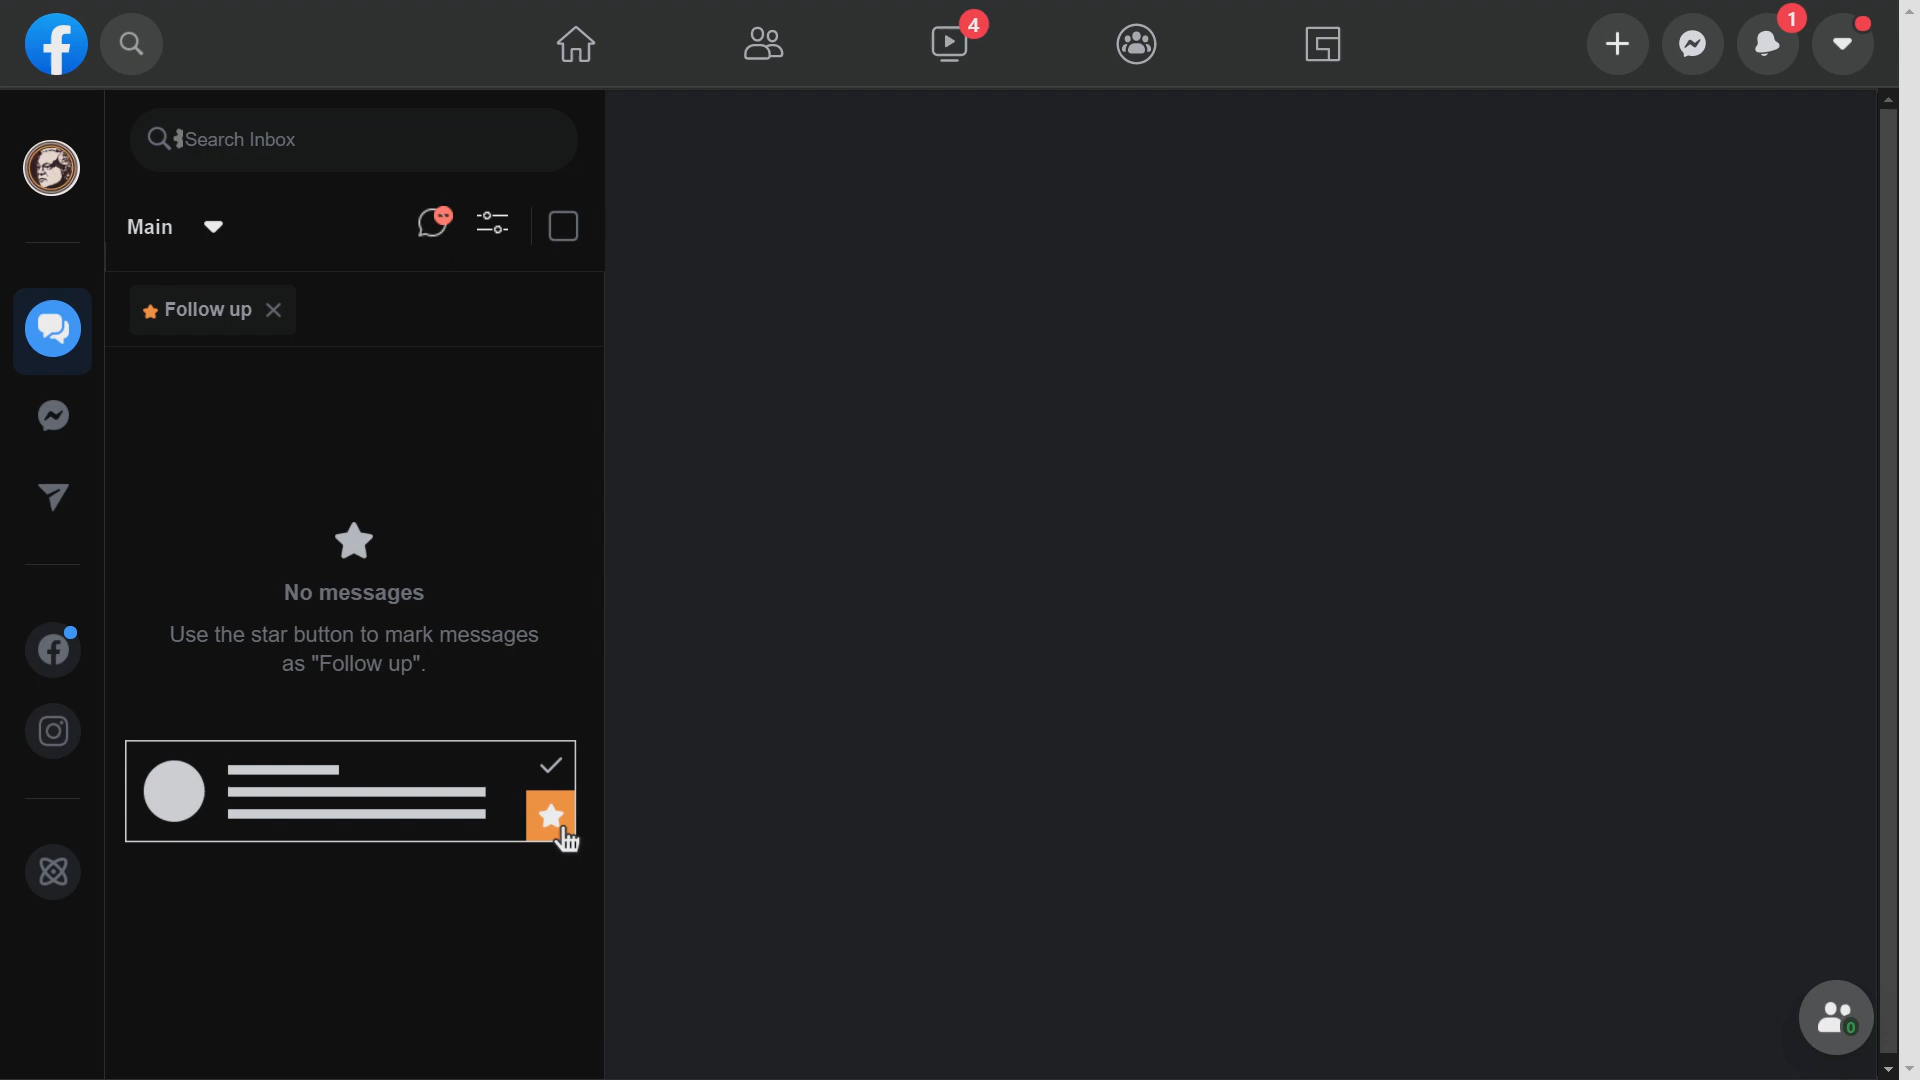 4
1
Search Inbox
Main
Follow up
No messages
Use the star button to mark messages
as "Follow up".
0